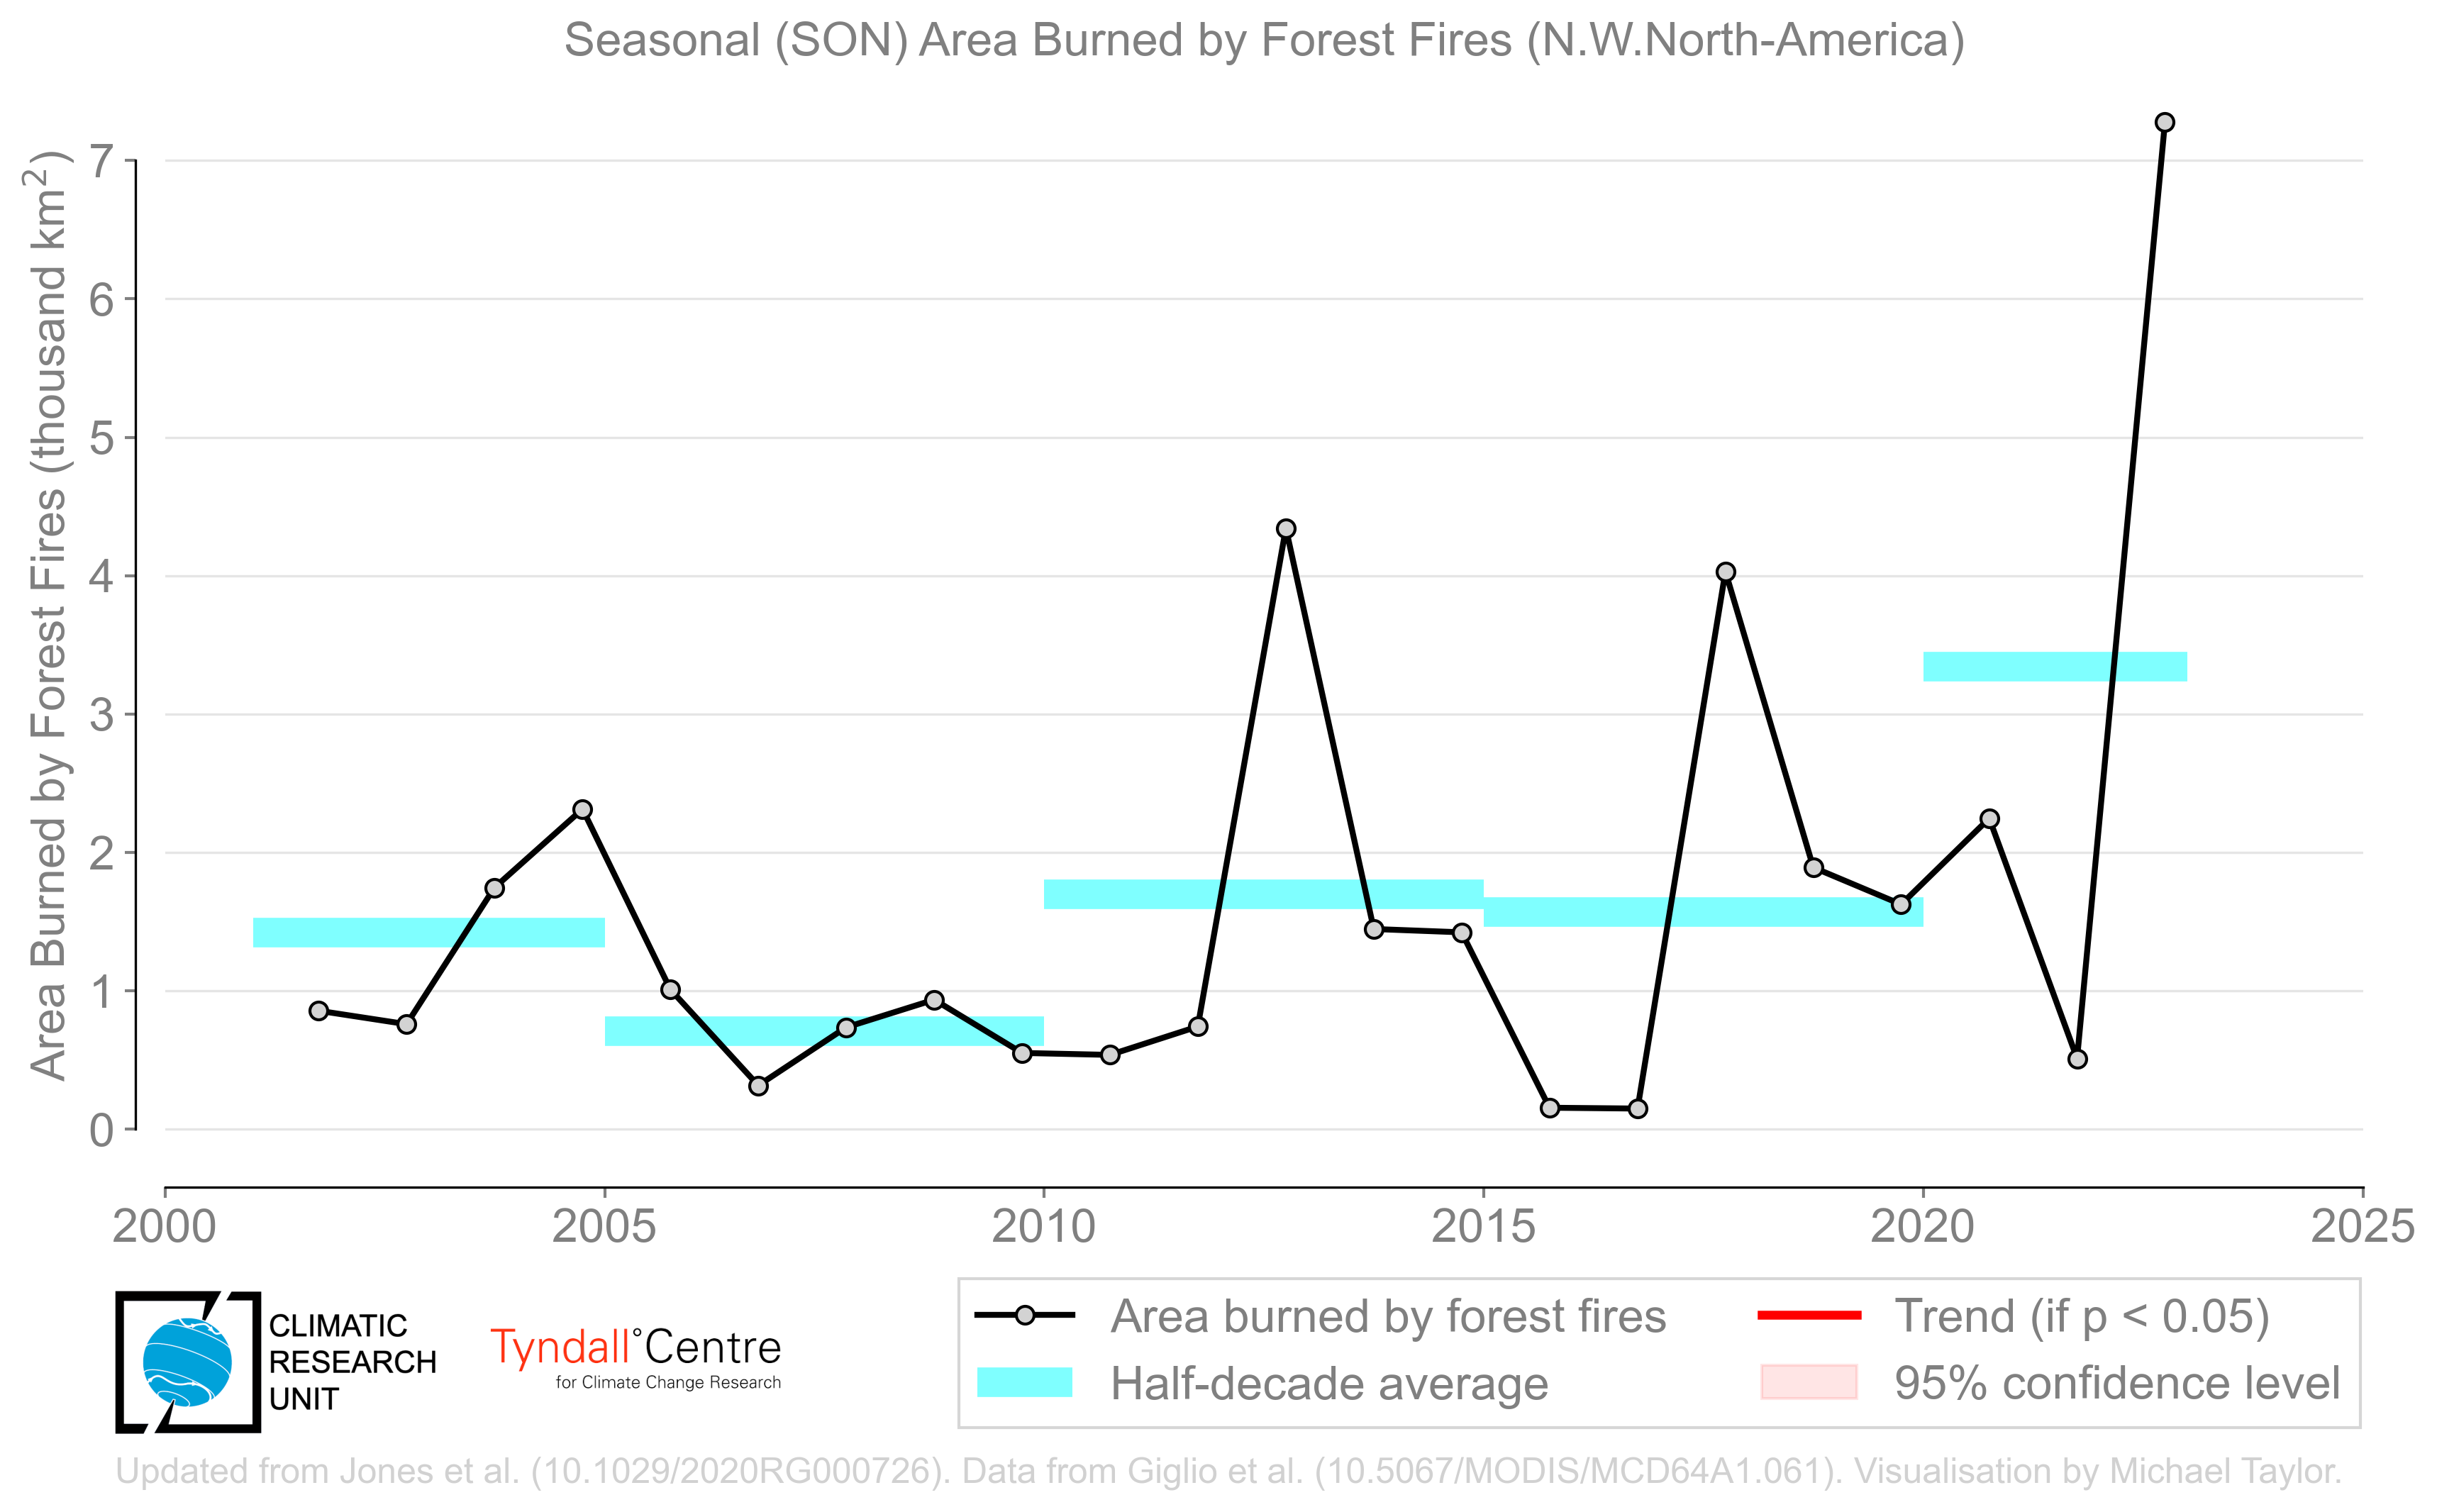 Seasonal (SON) Area Burned by Forest Fires (N.W.North-America)
Area Burned by Forest Fires (thousand km²)
7
6
5
4
3
2
1
0
2000 2005 2010 2015 2020 2025
CLIMATIC
RESEARCH
UNIT
Tyndall°Centre
for Climate Change Research
Area burned by forest fires
Half-decade average
Trend (if p < 0.05)
95% confidence level
Updated from Jones et al. (10.1029/2020RG000726). Data from Giglio et al. (10.5067/MODIS/MCD64A1.061). Visualisation by Michael Taylor.